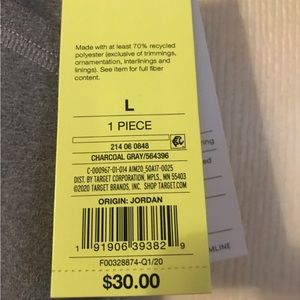 Made with at least 70% recycled
polyester (exclusive of trimmings,
ornamentation, interlinings and
linings). See item for full fiber
content.
L
1 PIECE
214 06 0848
CHARCOAL GRAY/564396
C-000967-01-014 AIM20_50AIT-0025
DIST. BY TARGET CORPORATION, MPLS, MN 55403
©2020 TARGET BRANDS, INC. SHOP TARGET.COM
ORIGIN: JORDAN
1 91906 39382 9
F00328874-Q1/20
$30.00